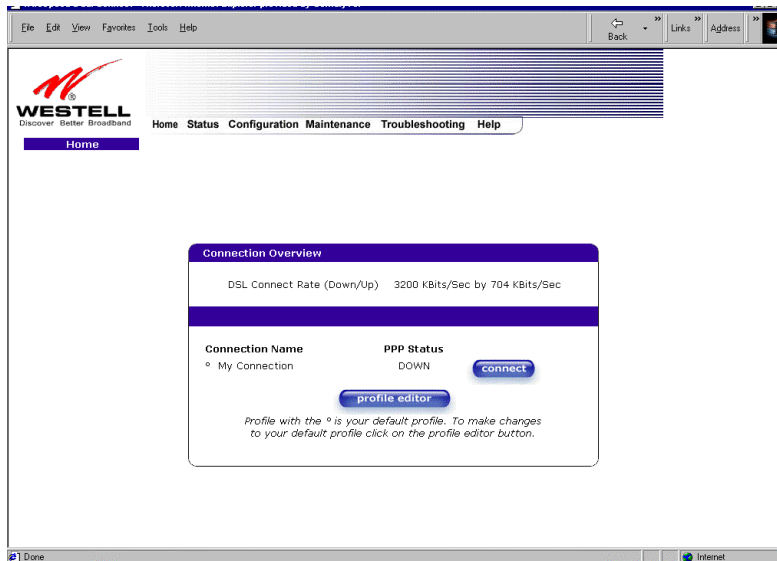 File Edit View Favorites Tools Help
Back
Links
Address
WESTELL
Discover Better Broadband
Home Status Configuration Maintenance Troubleshooting Help
Home
Connection Overview
DSL Connect Rate (Down/Up) 3200 KBits/Sec by 704 KBits/Sec
Connection Name PPP Status
° My Connection DOWN connect
profile editor
Profile with the ° is your default profile. To make changes
to your default profile click on the profile editor button.
Done Internet